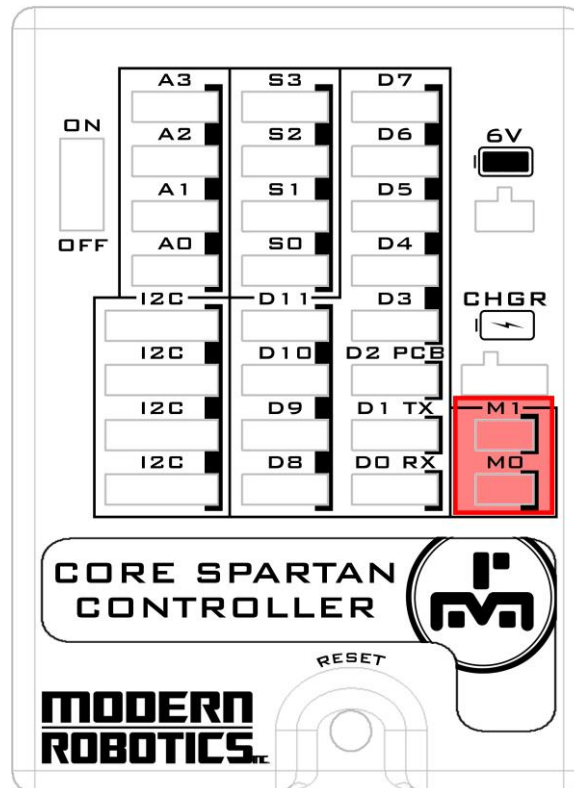 A3 S3 D7
ON A2 S2 D6 6V
A1 S1 D5
OFF A0 S0 D4
I2C D11 D3 CHGR
I2C D10 D2 PCB
I2C D9 D1 TX M1
I2C D8 D0 RX M0
CORE SPARTAN
CONTROLLER
RESET
MODERN
ROBOTICS INC.